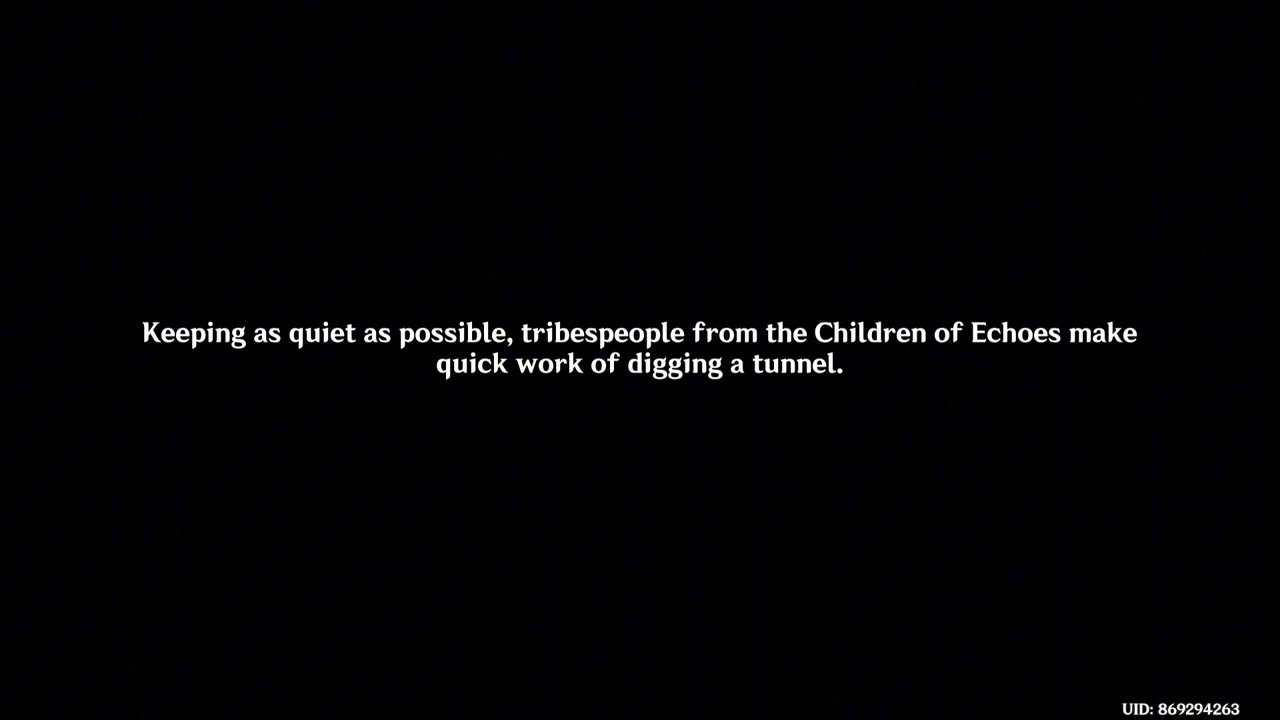 Keeping as quiet as possible, tribespeople from the Children of Echoes make
quick work of digging a tunnel.
UID: 869294263